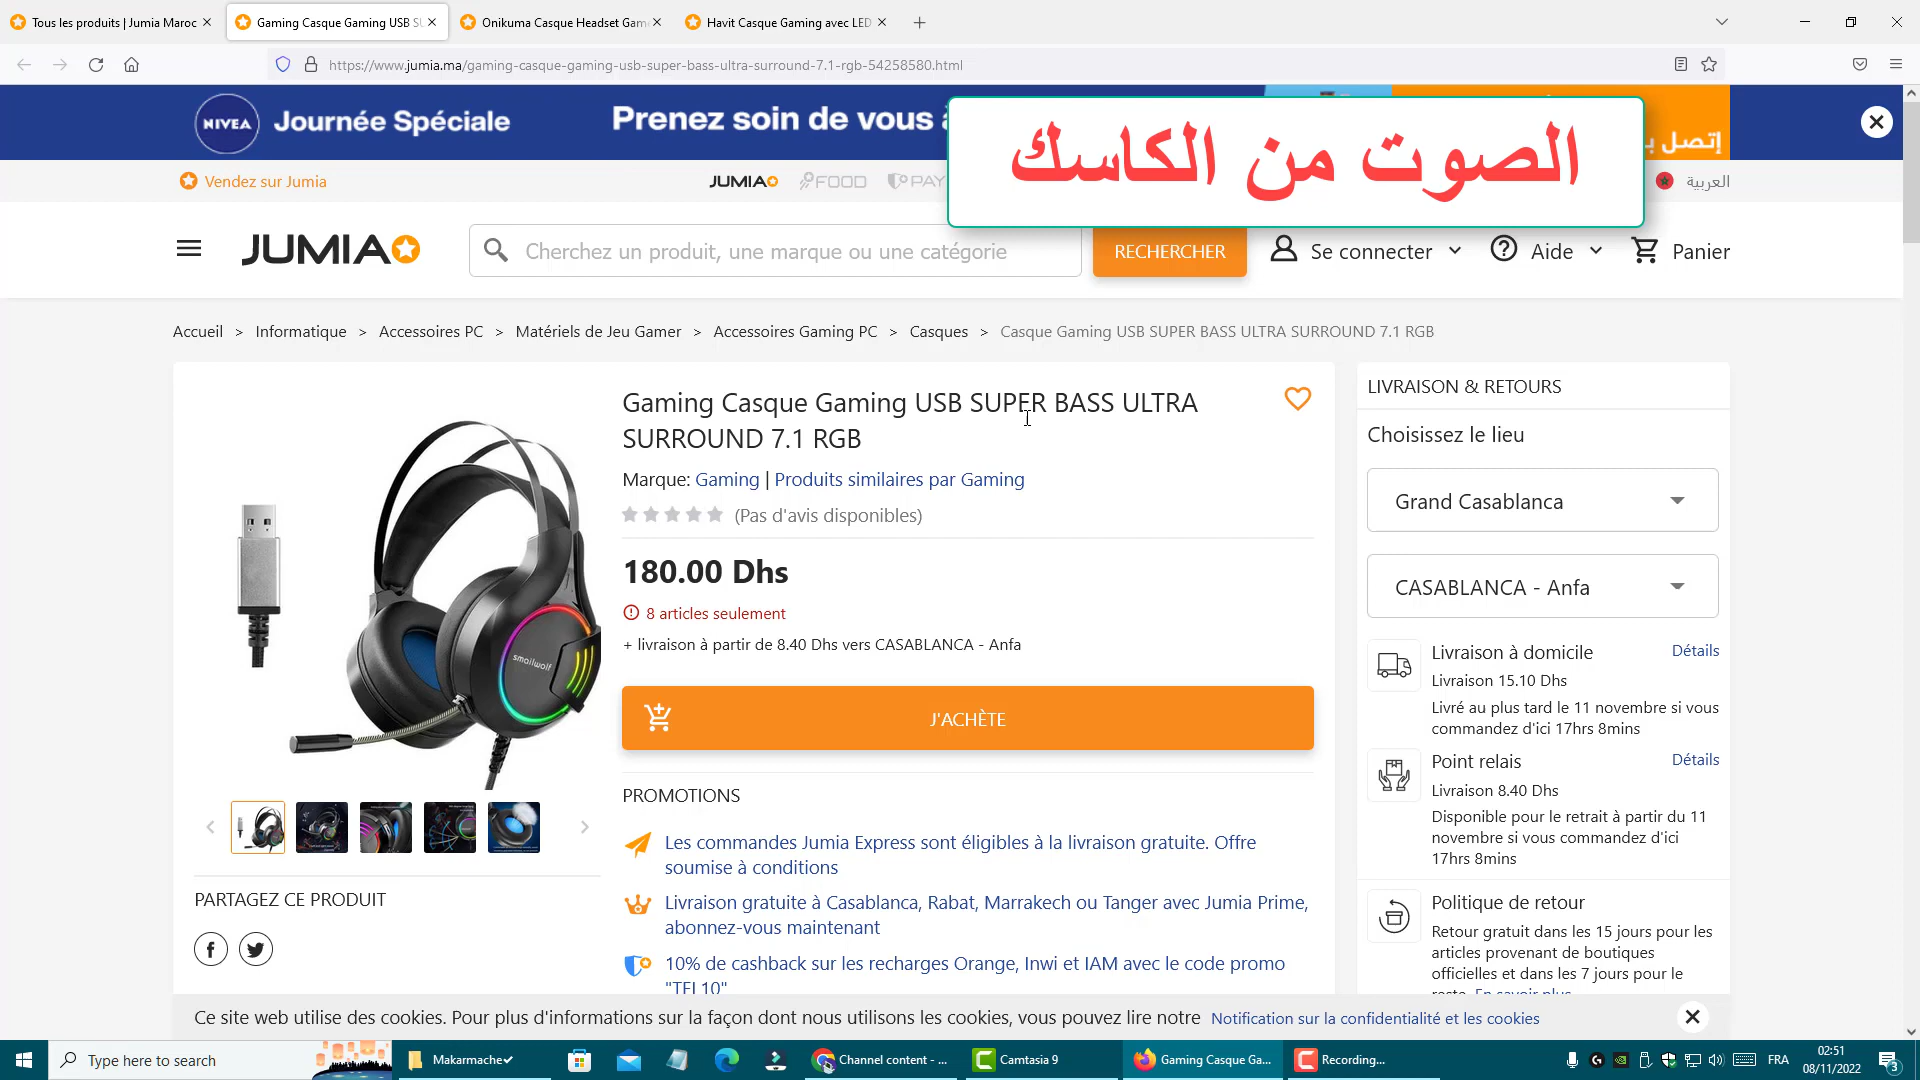 Tous les produits | Jumia Maroc
Gaming Casque Gaming USB SU
Onikuma Casque Headset Gam
Havit Casque Gaming avec LED
https://www.jumia.ma/gaming-casque-gaming-usb-super-bass-ultra-surround-7.1-rgb-54258580.html
NIVEA Journée Spéciale Prenez soin de vous
الصوت من الكاسك
إتصل
Vendez sur Jumia
JUMIA FOOD PAY
العربية
JUMIA
Cherchez un produit, une marque ou une catégorie
RECHERCHER
Se connecter
Aide
Panier
Accueil > Informatique > Accessoires PC > Matériels de Jeu Gamer > Accessoires Gaming PC > Casques > Casque Gaming USB SUPER BASS ULTRA SURROUND 7.1 RGB
smailwolf
Gaming Casque Gaming USB SUPER BASS ULTRA
SURROUND 7.1 RGB
Marque: Gaming | Produits similaires par Gaming
(Pas d'avis disponibles)
180.00 Dhs
8 articles seulement
+ livraison à partir de 8.40 Dhs vers CASABLANCA - Anfa
J'ACHÈTE
PROMOTIONS
Les commandes Jumia Express sont éligibles à la livraison gratuite. Offre
soumise à conditions
Livraison gratuite à Casablanca, Rabat, Marrakech ou Tanger avec Jumia Prime,
abonnez-vous maintenant
10% de cashback sur les recharges Orange, Inwi et IAM avec le code promo
"TEL10"
PARTAGEZ CE PRODUIT
LIVRAISON & RETOURS
Choisissez le lieu
Grand Casablanca
CASABLANCA - Anfa
Livraison à domicile
Détails
Livraison 15.10 Dhs
Livré au plus tard le 11 novembre si vous
commandez d'ici 17hrs 8mins
Point relais
Détails
Livraison 8.40 Dhs
Disponible pour le retrait à partir du 11
novembre si vous commandez d'ici
17hrs 8mins
Politique de retour
Retour gratuit dans les 15 jours pour les
articles provenant de boutiques
officielles et dans les 7 jours pour le
reste. En savoir plus
Ce site web utilise des cookies. Pour plus d'informations sur la façon dont nous utilisons les cookies, vous pouvez lire notre Notification sur la confidentialité et les cookies
Type here to search
Makarmache
Channel content - ...
Camtasia 9
Gaming Casque Ga...
Recording...
FRA
02:51
08/11/2022
3